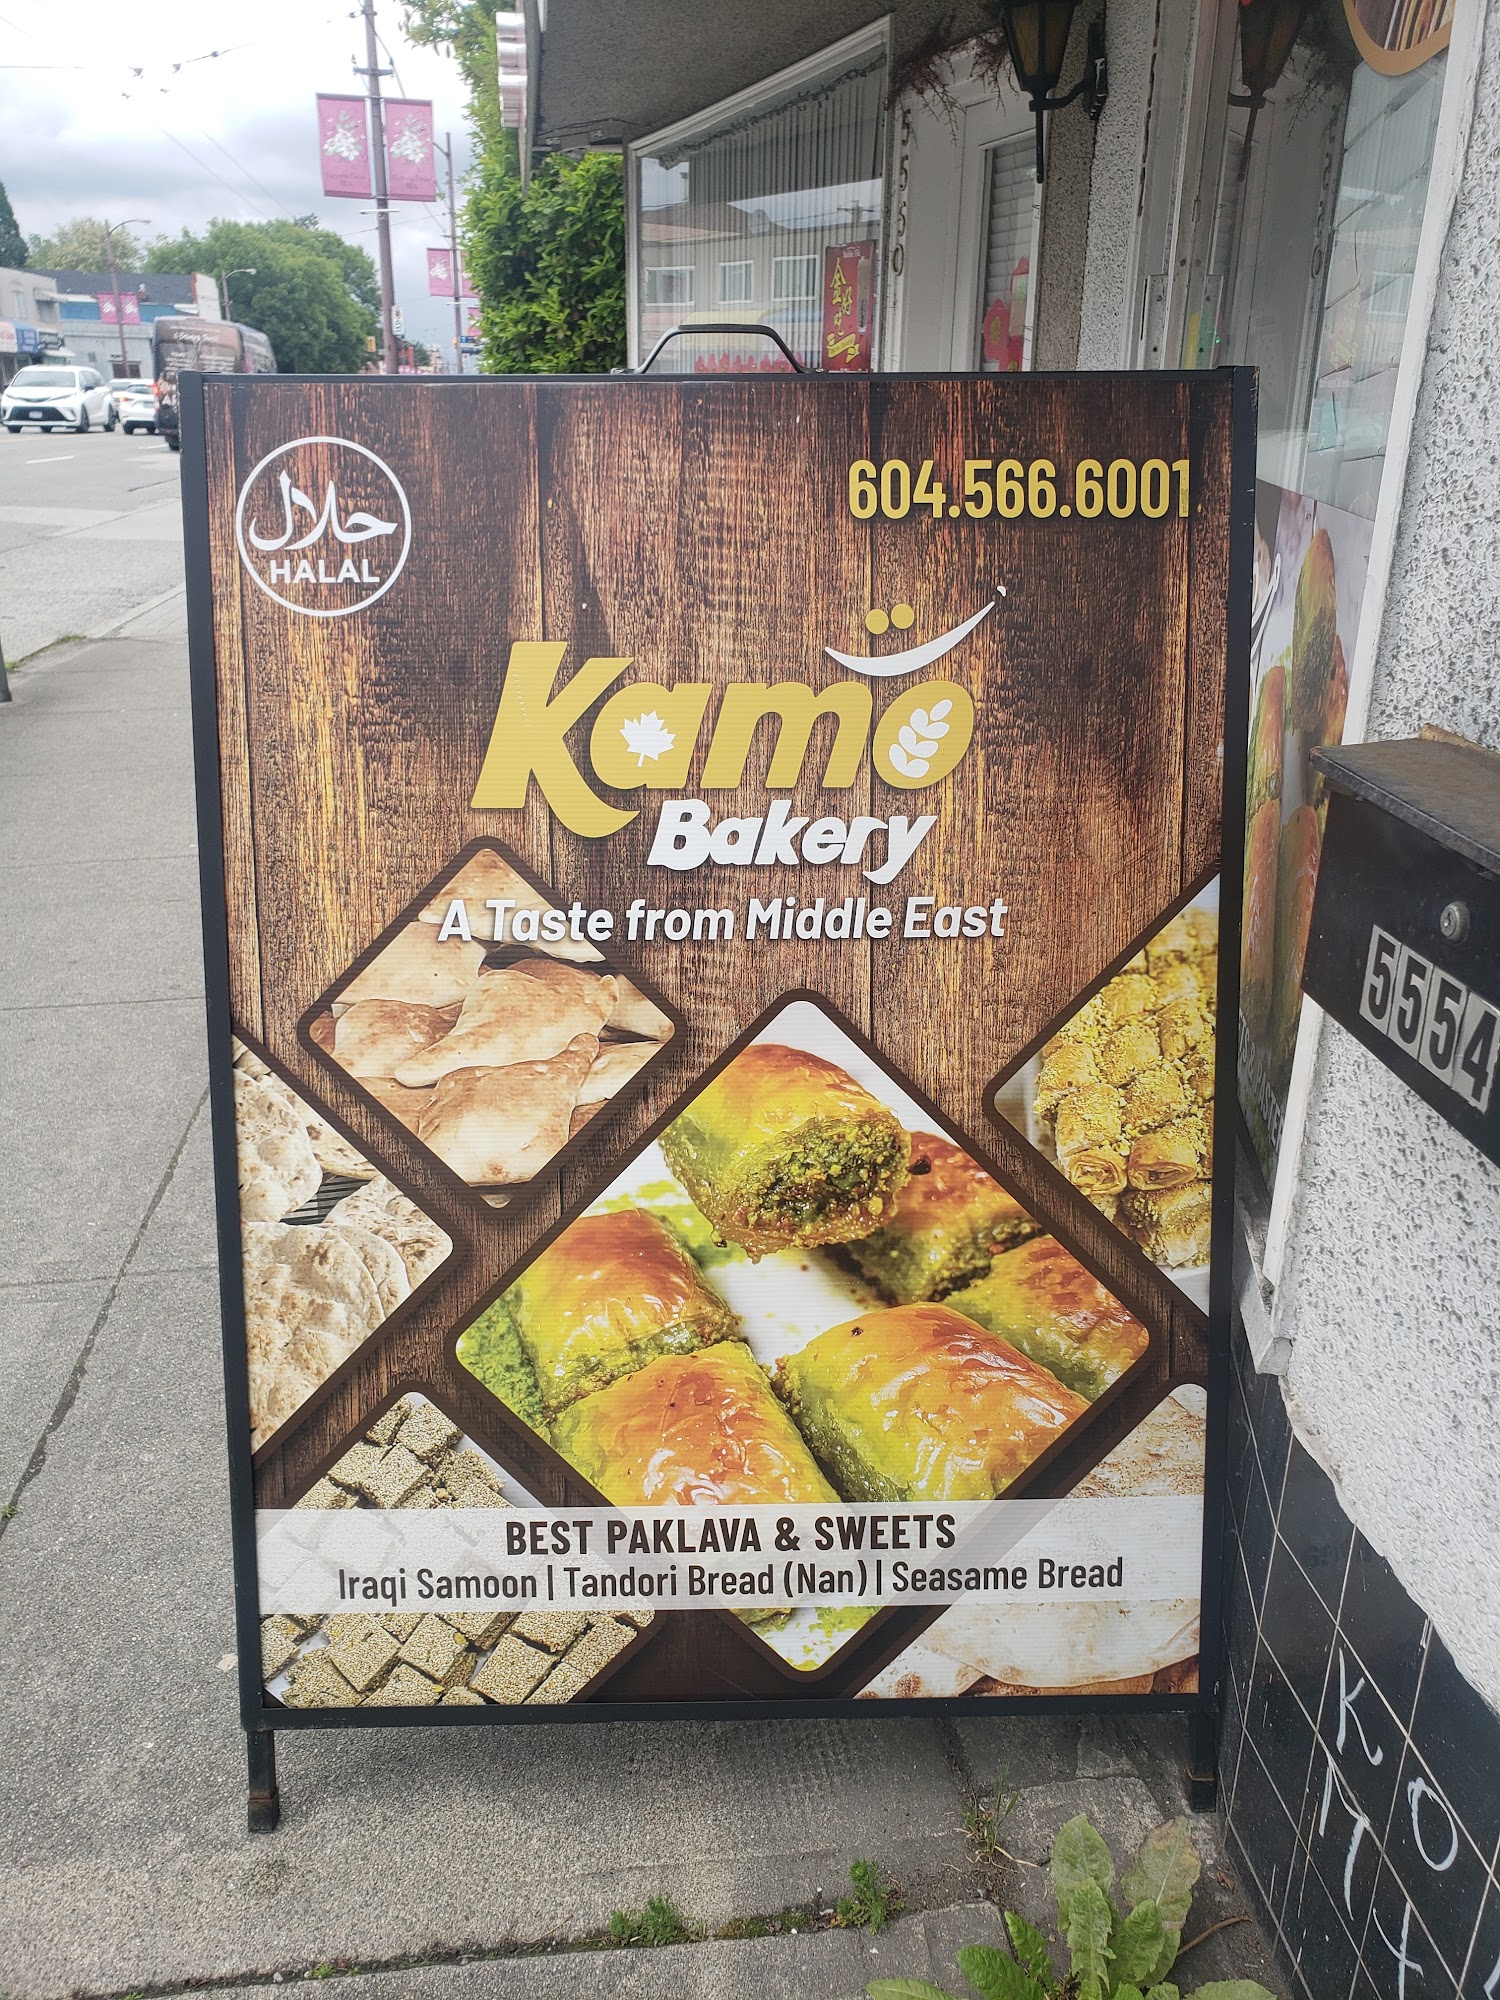 حلال
HALAL
604.566.6001
Kamo
Bakery
A Taste from Middle East
BEST PAKLAVA & SWEETS
Iraqi Samoon | Tandori Bread (Nan) | Seasame Bread
5550
5554